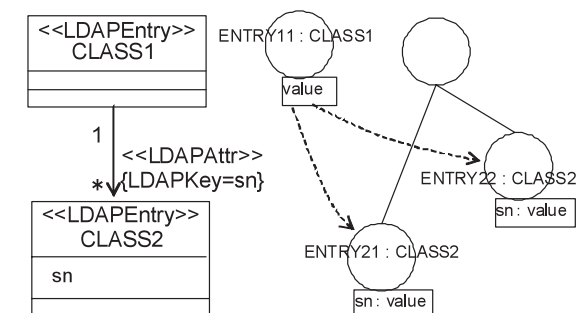 <<LDAPEntry>>
CLASS1
1
<<LDAPAttr>>
{LDAPKey=sn}
*
<<LDAPEntry>>
CLASS2
sn
ENTRY11 : CLASS1
value
ENTRY22 : CLASS2
sn: value
ENTRY21 : CLASS2
sn: value